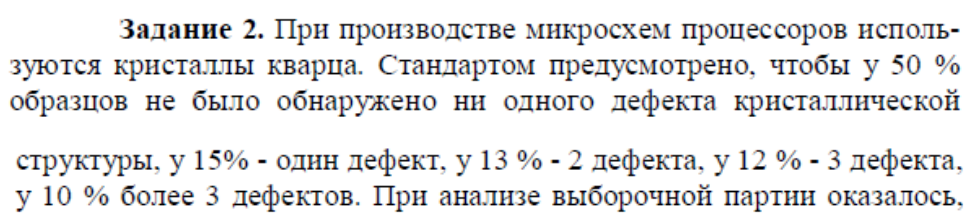 Задание 2. При производстве микросхем процессоров исполь-
зуются кристаллы кварца. Стандартом предусмотрено, чтобы у 50 %
образцов не было обнаружено ни одного дефекта кристаллической
структуры, у 15% - один дефект, у 13 % - 2 дефекта, у 12 % - 3 дефекта,
у 10 % более 3 дефектов. При анализе выборочной партии оказалось,